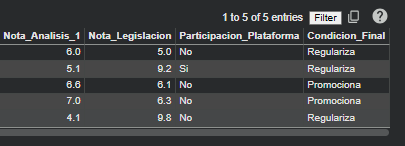 1 to 5 of 5 entries Filter
Nota_Analisis_1 Nota_Legislacion Participacion_Plataforma Condicion_Final
6.0 5.0 No Regulariza
5.1 9.2 Si Regulariza
6.6 6.1 No Promociona
7.0 6.3 No Promociona
4.1 9.8 No Regulariza